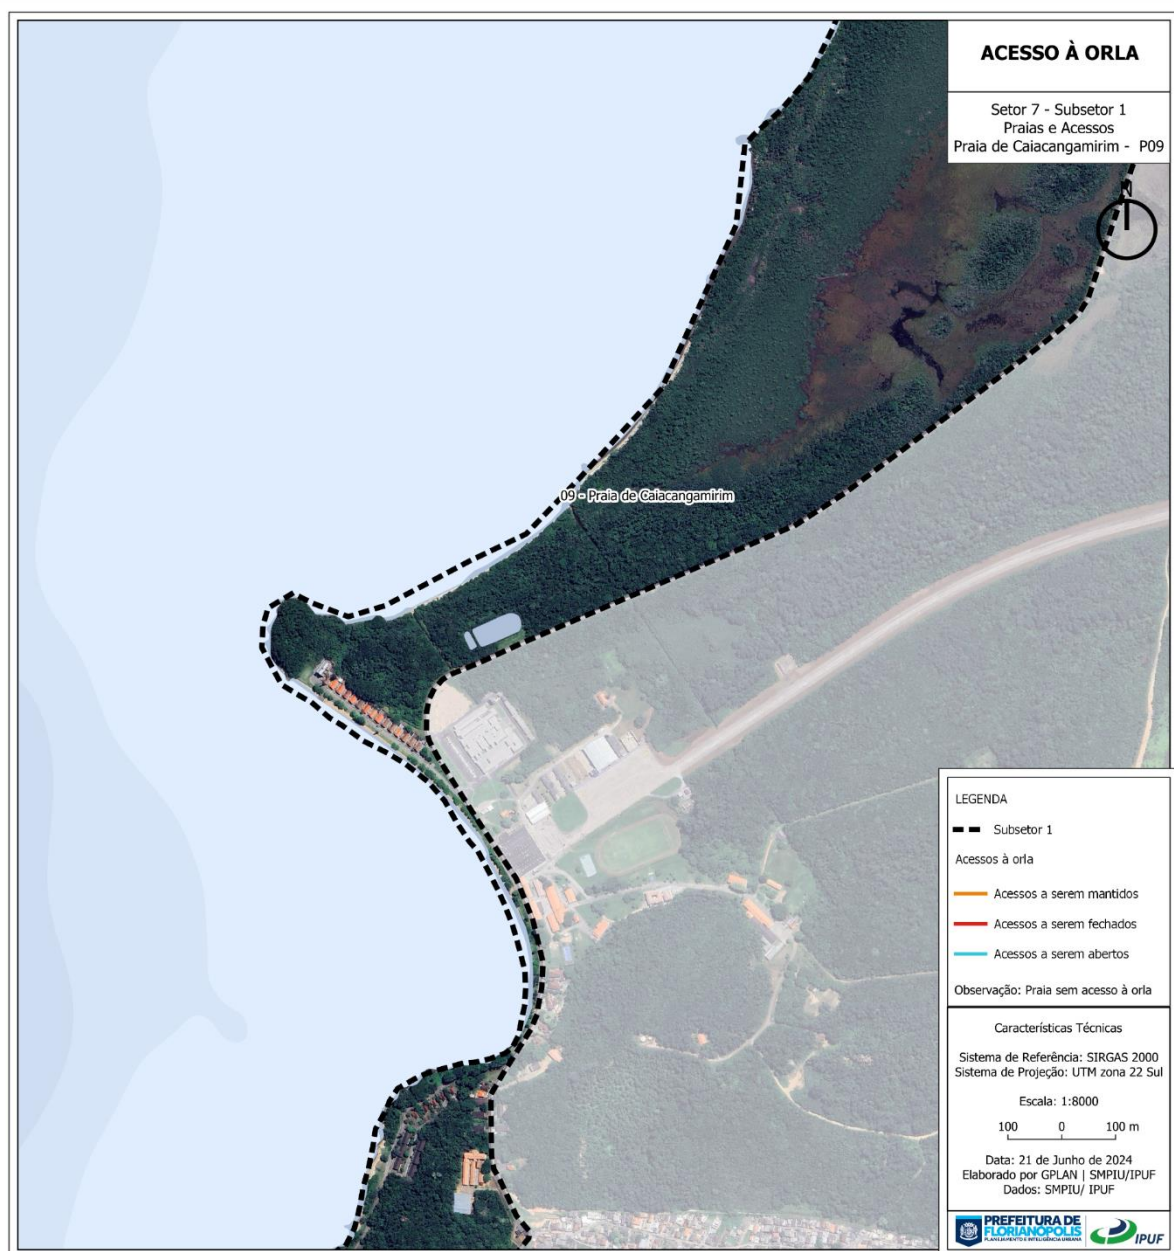 ACESSO À ORLA
Setor 7 - Subsetor 1
Praias e Acessos
Praia de Caiacangamirim - P09
N
09 - Praia de Caiacangamirim
LEGENDA
Subsetor 1
Acessos à orla
Acessos a serem mantidos
Acessos a serem fechados
Acessos a serem abertos
Observação: Praia sem acesso à orla
Características Técnicas
Sistema de Referência: SIRGAS 2000
Sistema de Projeção: UTM zona 22 Sul
Escala: 1:8000
100 0 100 m
Data: 21 de Junho de 2024
Elaborado por GPLAN | SMPIU/IPUF
Dados: SMPIU/ IPUF
PREFEITURA DE
FLORIANÓPOLIS
PLANEJAMENTO E INTELIGÊNCIA URBANA
IPUF